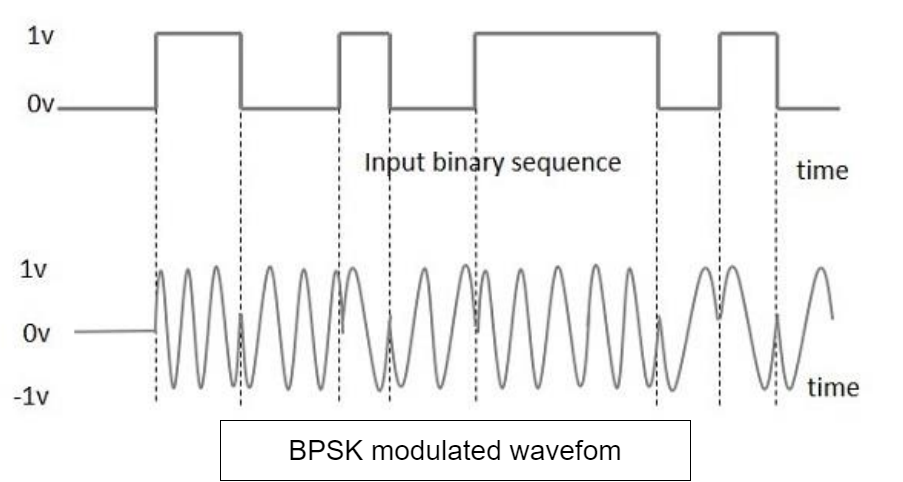 1v
0v
Input binary sequence
time
1v
0v
-1v
time
BPSK modulated wavefom